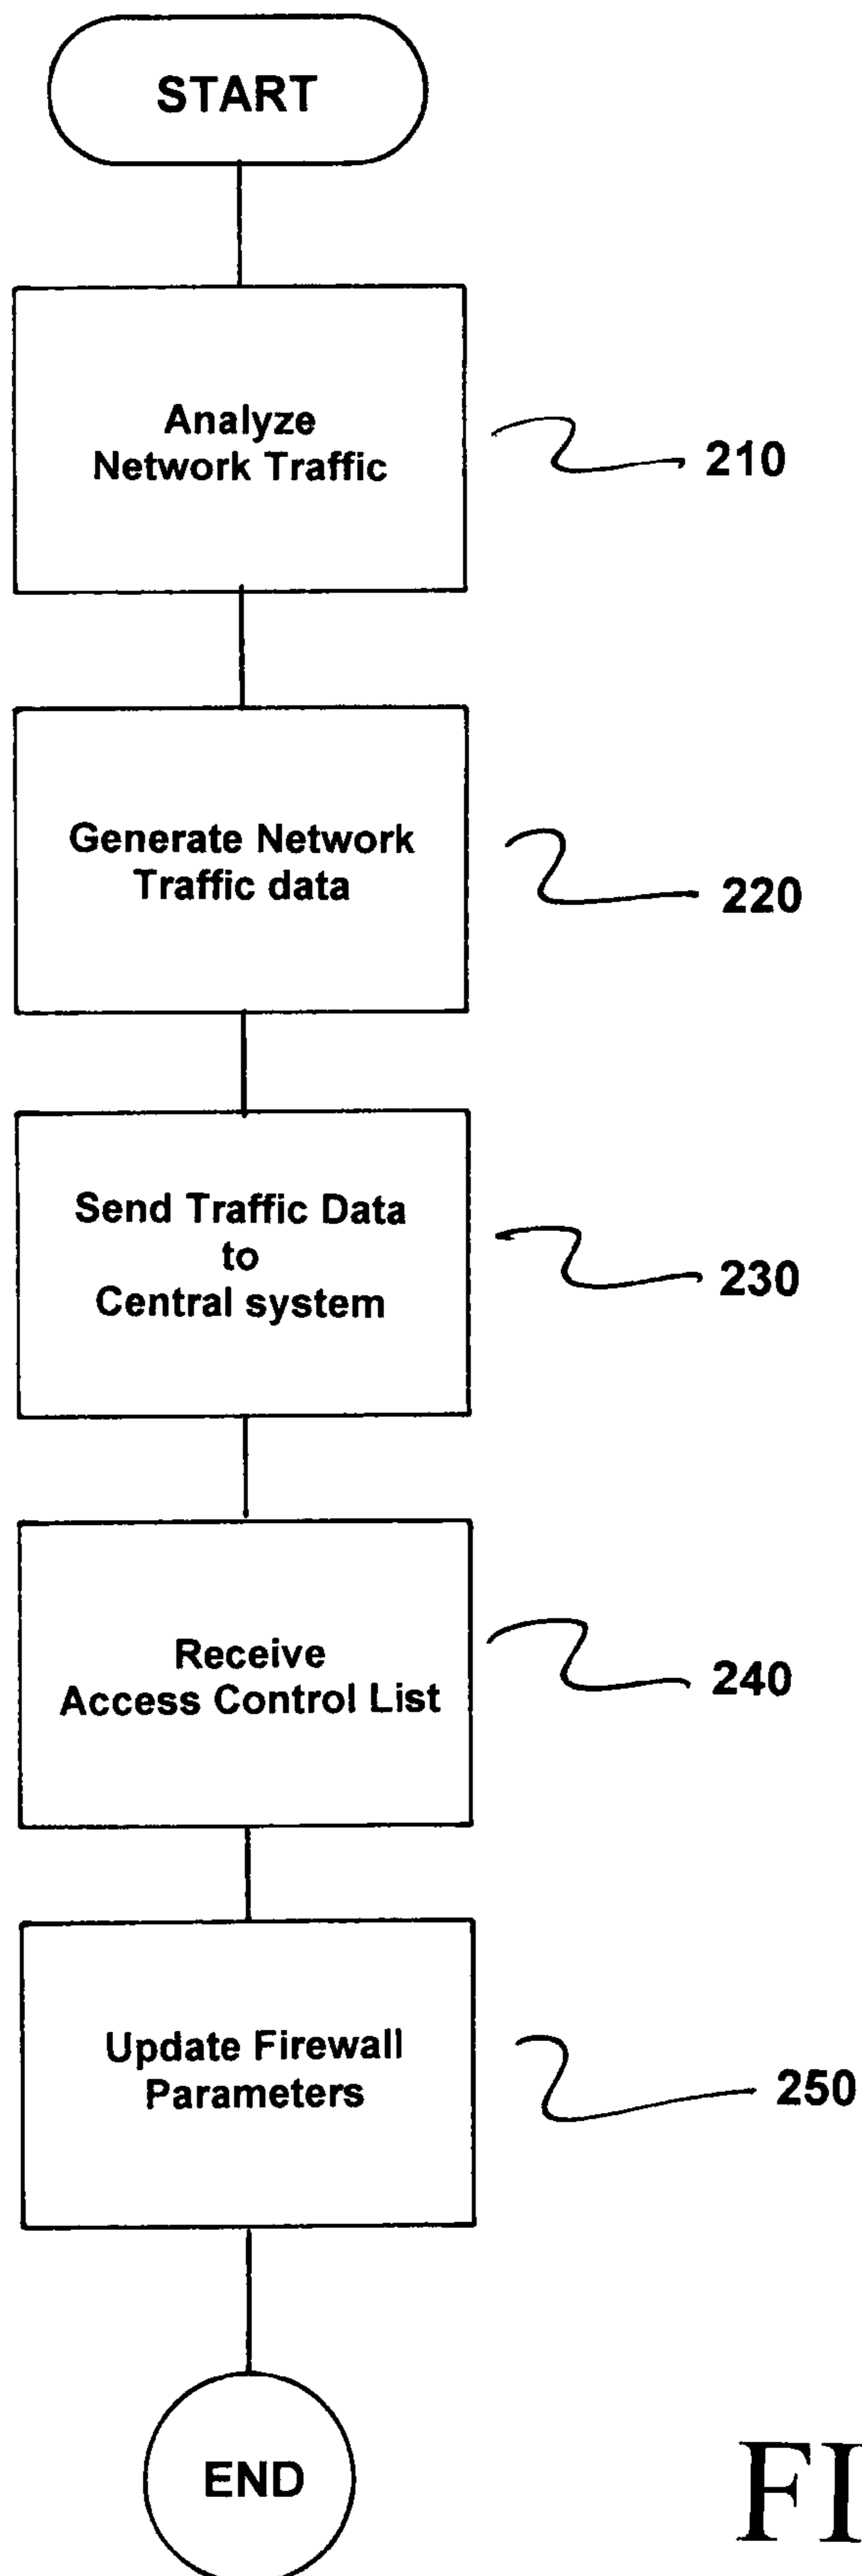 START
Analyze
Network Traffic
210
Generate Network
Traffic data
220
Send Traffic Data
to
Central system
230
Receive
Access Control List
240
Update Firewall
Parameters
250
END
FI